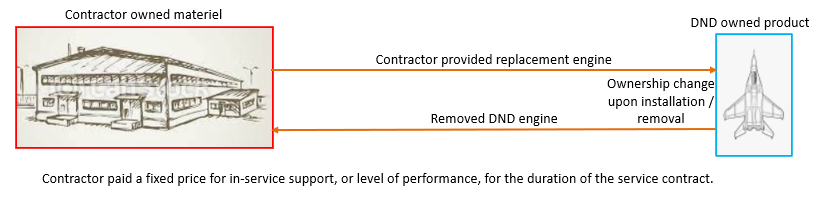 Contractor owned materiel
DND owned product
Contractor provided replacement engine
Ownership change
upon installation /
removal
Removed DND engine
Contractor paid a fixed price for in-service support, or level of performance, for the duration of the service contract.